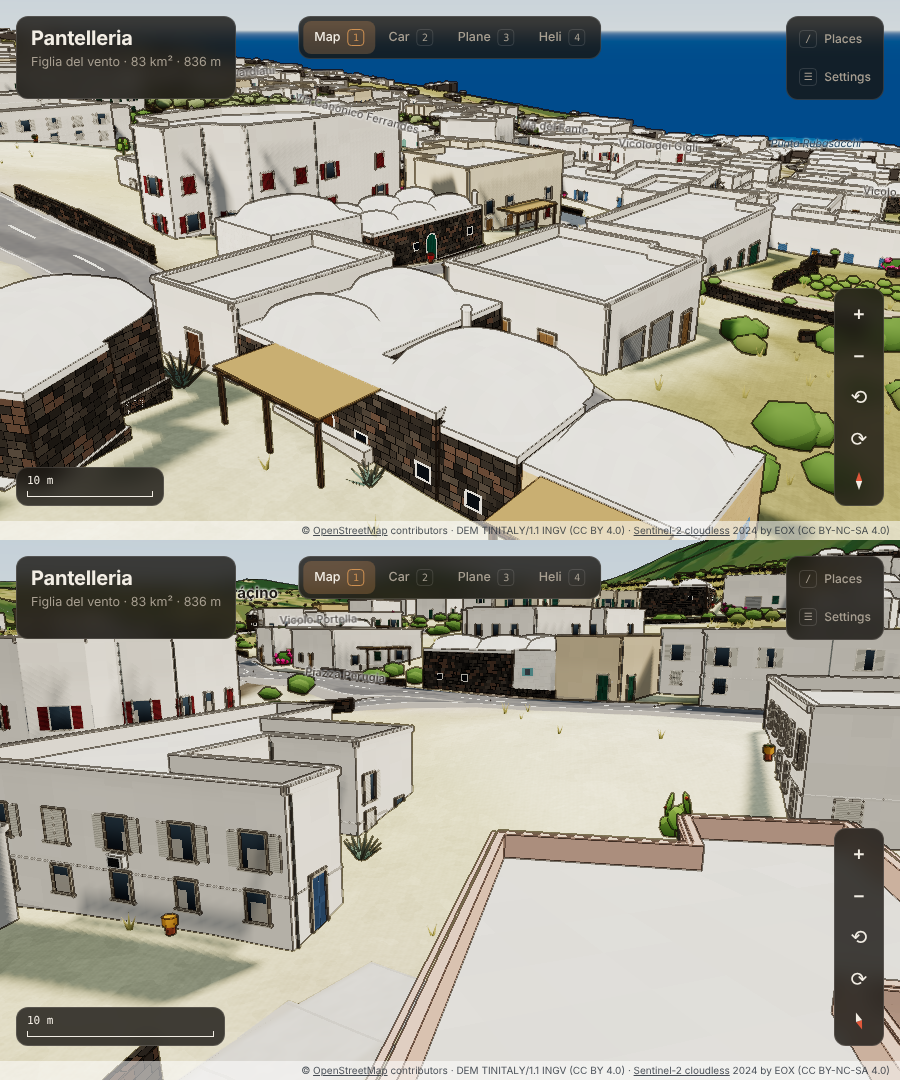 Pantelleria
Figlia del vento · 83 km² · 836 m
Map 1
Car 2
Plane 3
Heli 4
/ Places
☰ Settings
Vicolo dei Gigli
Vicolo
+
−
⟲
⟳
10 m
© OpenStreetMap contributors · DEM TINITALY/1.1 INGV (CC BY 4.0) · Sentinel-2 cloudless 2024 by EOX (CC BY-NC-SA 4.0)
Pantelleria
Figlia del vento · 83 km² · 836 m
Map 1
Car 2
Plane 3
Heli 4
/ Places
☰ Settings
Vicolo Portella
Piazza Perugia
+
−
⟲
⟳
10 m
© OpenStreetMap contributors · DEM TINITALY/1.1 INGV (CC BY 4.0) · Sentinel-2 cloudless 2024 by EOX (CC BY-NC-SA 4.0)